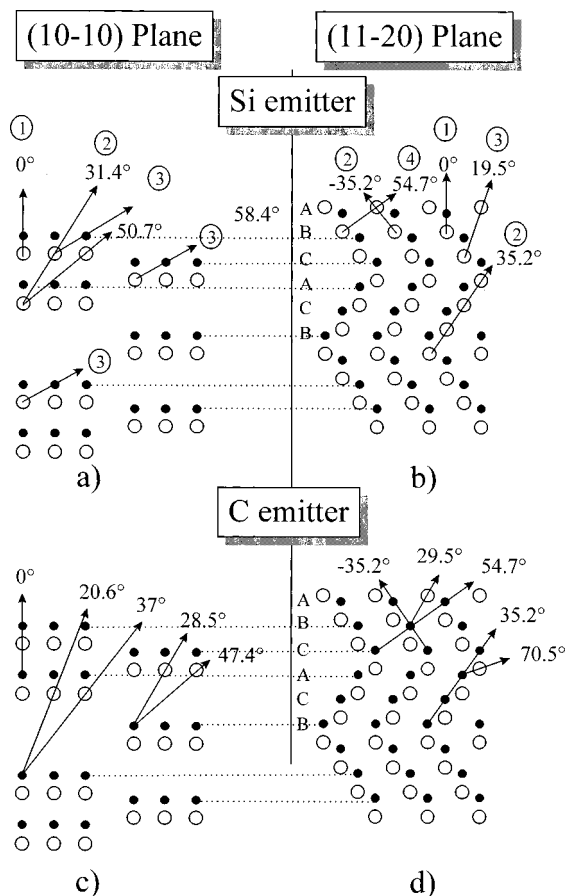 (10-10) Plane
(11-20) Plane
Si emitter
① 0°
② 31.4°
③ 58.4°
50.7°
③
③
A
B
C
A
C
B
② -35.2°
④ 54.7°
① 0°
③ 19.5°
② 35.2°
a)
b)
C emitter
0°
20.6°
37°
28.5°
47.4°
A
B
C
A
C
B
-35.2°
29.5°
54.7°
35.2°
70.5°
c)
d)